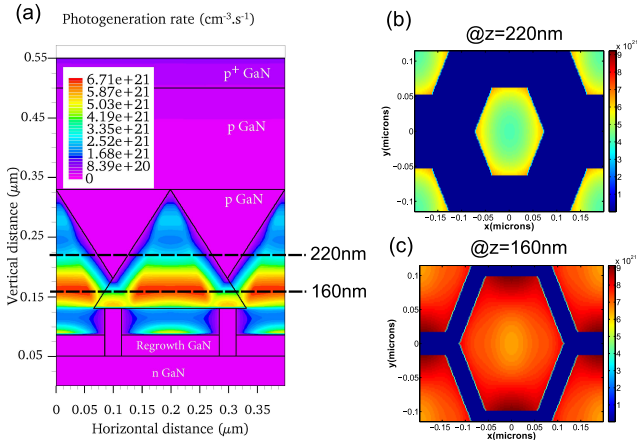 (a)
Photogeneration rate (cm-3.s-1)
0.55
0.45
0.35
0.25
0.15
0.05
Vertical distance (μm)
6.71e+21
5.87e+21
5.03e+21
4.19e+21
3.35e+21
2.52e+21
1.68e+21
8.39e+20
0
p+ GaN
p GaN
p GaN
220nm
160nm
Regrowth GaN
n GaN
0 0.05 0.1 0.15 0.2 0.25 0.3 0.35
Horizontal distance (μm)
(b)
@z=220nm
x 10 21
9
8
7
6
5
4
3
2
1
0.1
0.05
0
−0.05
−0.1
y(microns)
−0.15 −0.1 −0.05 0 0.05 0.1 0.15
x(microns)
(c)
@z=160nm
x 10 21
9
8
7
6
5
4
3
2
1
0.1
0.05
0
−0.05
−0.1
y(microns)
−0.15 −0.1 −0.05 0 0.05 0.1 0.15
x(microns)